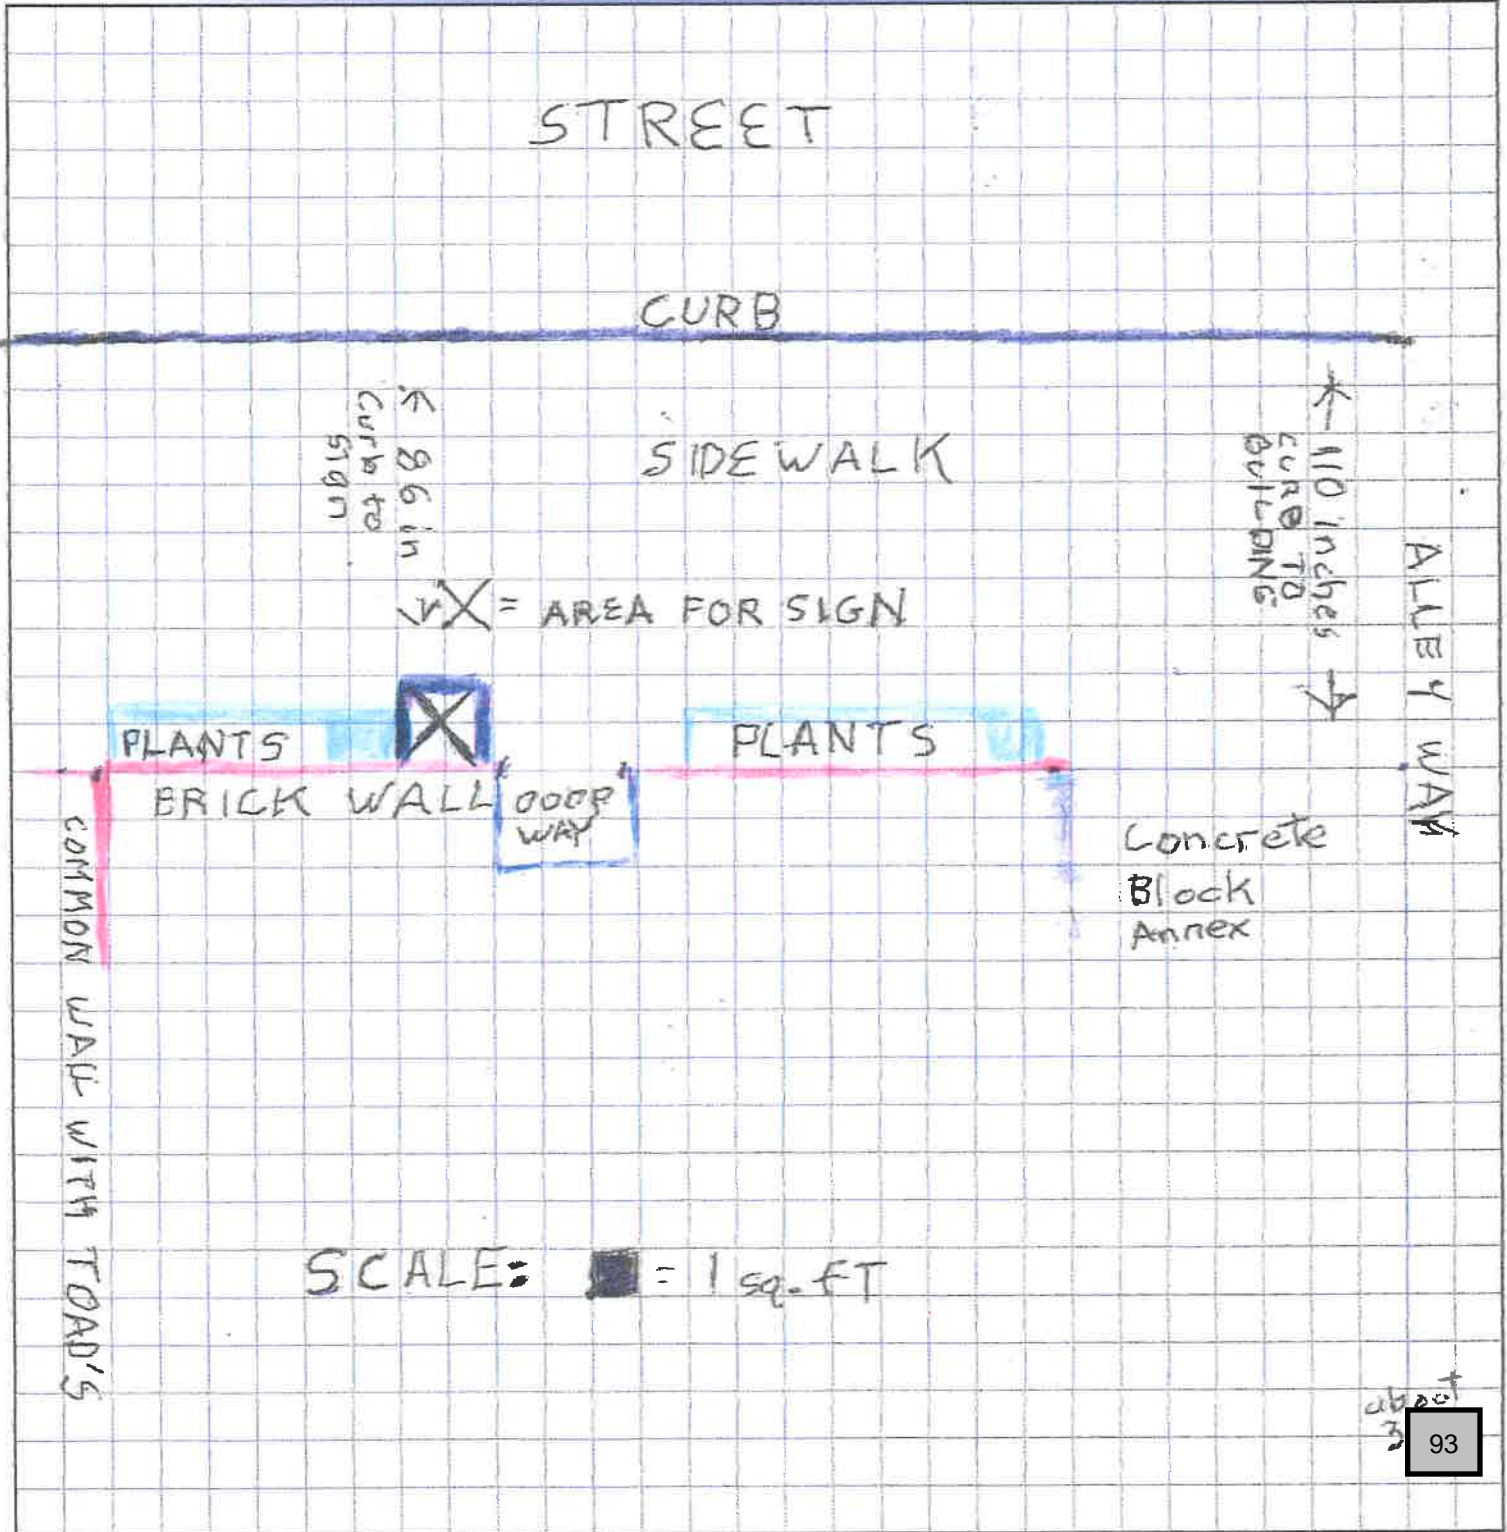 STREET
CURB
86 in
Curb to
Sign
SIDEWALK
110 inches
CURB TO
BUILDING
ALLEY WAY
X = AREA FOR SIGN
X
PLANTS
PLANTS
BRICK WALL
DOOR
WAY
Concrete
Block
Annex
COMMON WALL WITH TOAD'S
SCALE: = 1 sq. FT
about
3
93